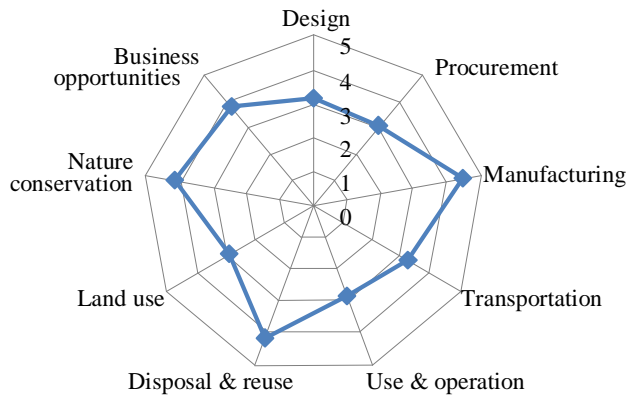 Design
5
4
3
2
1
0
Procurement
Manufacturing
Transportation
Use & operation
Disposal & reuse
Land use
Nature
conservation
Business
opportunities